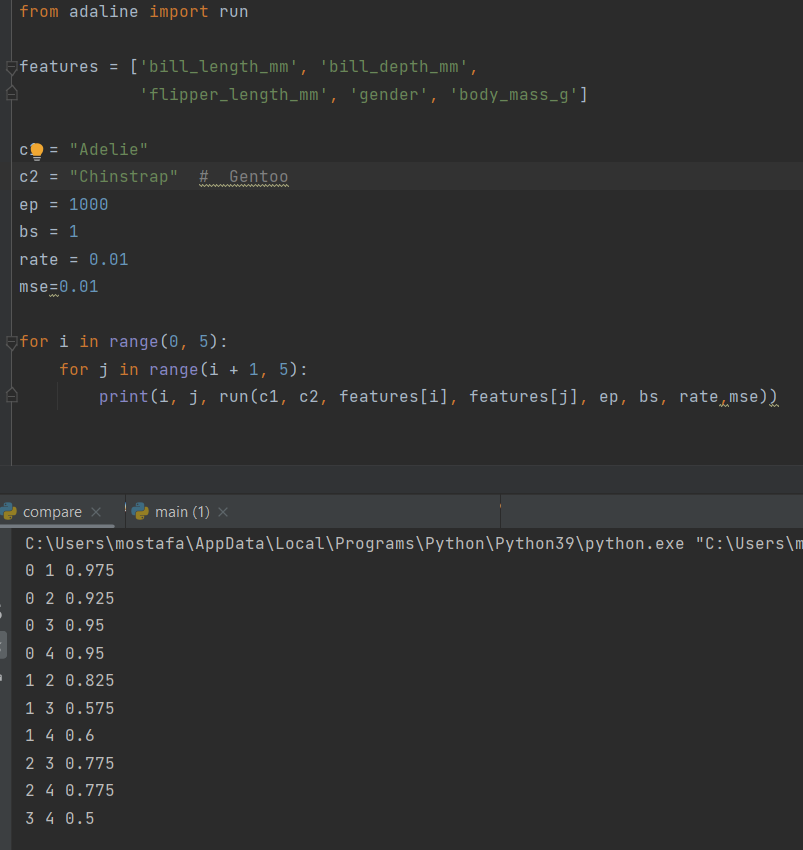 from adaline import run
features = ['bill_length_mm', 'bill_depth_mm',
'flipper_length_mm', 'gender', 'body_mass_g']
c = "Adelie"
c2 = "Chinstrap"  #  Gentoo
ep = 1000
bs = 1
rate = 0.01
mse=0.01
for i in range(0, 5):
for j in range(i + 1, 5):
print(i, j, run(c1, c2, features[i], features[j], ep, bs, rate,mse))
compare
main (1)
C:\Users\mostafa\AppData\Local\Programs\Python\Python39\python.exe "C:\Users\m
0 1 0.975
0 2 0.925
0 3 0.95
0 4 0.95
1 2 0.825
1 3 0.575
1 4 0.6
2 3 0.775
2 4 0.775
3 4 0.5